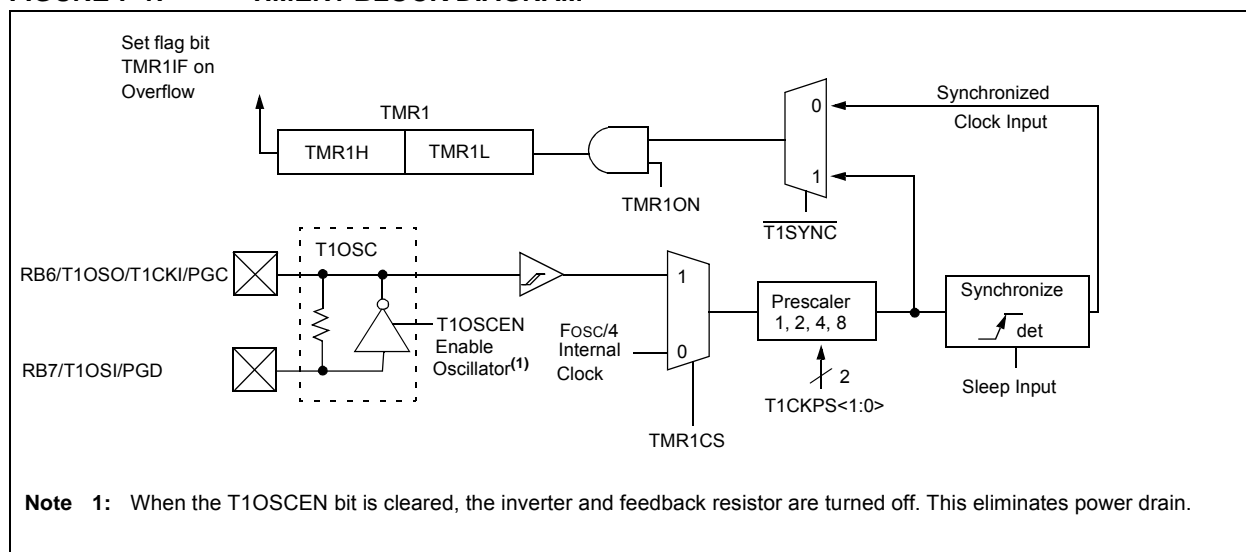 Set flag bit
TMR1IF on
Overflow
TMR1
TMR1H
TMR1L
TMR1ON
0
1
T1SYNC
Synchronized
Clock Input
RB6/T1OSO/T1CKI/PGC
T1OSC
RB7/T1OSI/PGD
T1OSCEN
Enable
Oscillator(1)
FOSC/4
Internal
Clock
1
0
TMR1CS
Prescaler
1, 2, 4, 8
2
T1CKPS<1:0>
Synchronize
det
Sleep Input
Note 1: When the T1OSCEN bit is cleared, the inverter and feedback resistor are turned off. This eliminates power drain.